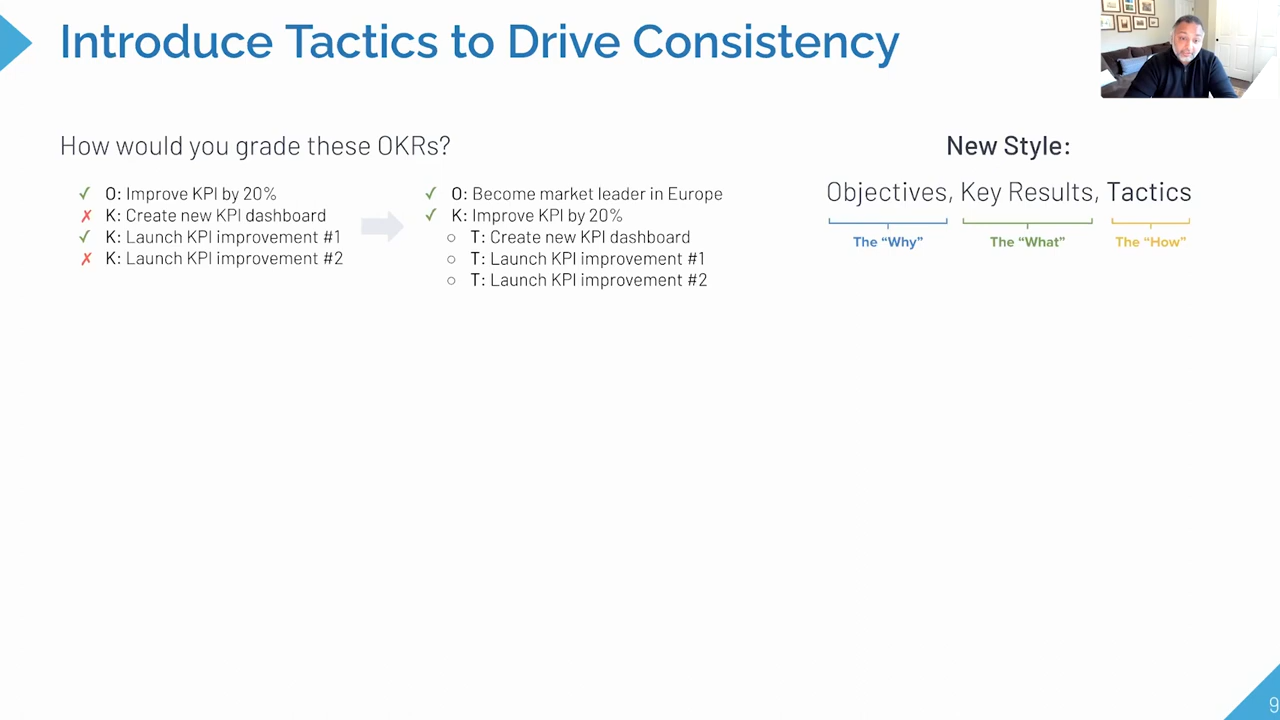 Introduce Tactics to Drive Consistency
How would you grade these OKRs?
✓ O: Improve KPI by 20%
✗ K: Create new KPI dashboard
✓ K: Launch KPI improvement #1
✗ K: Launch KPI improvement #2
✓ O: Become market leader in Europe
✓ K: Improve KPI by 20%
○ T: Create new KPI dashboard
○ T: Launch KPI improvement #1
○ T: Launch KPI improvement #2
New Style:
Objectives, Key Results, Tactics
The “Why” The “What” The “How”
9